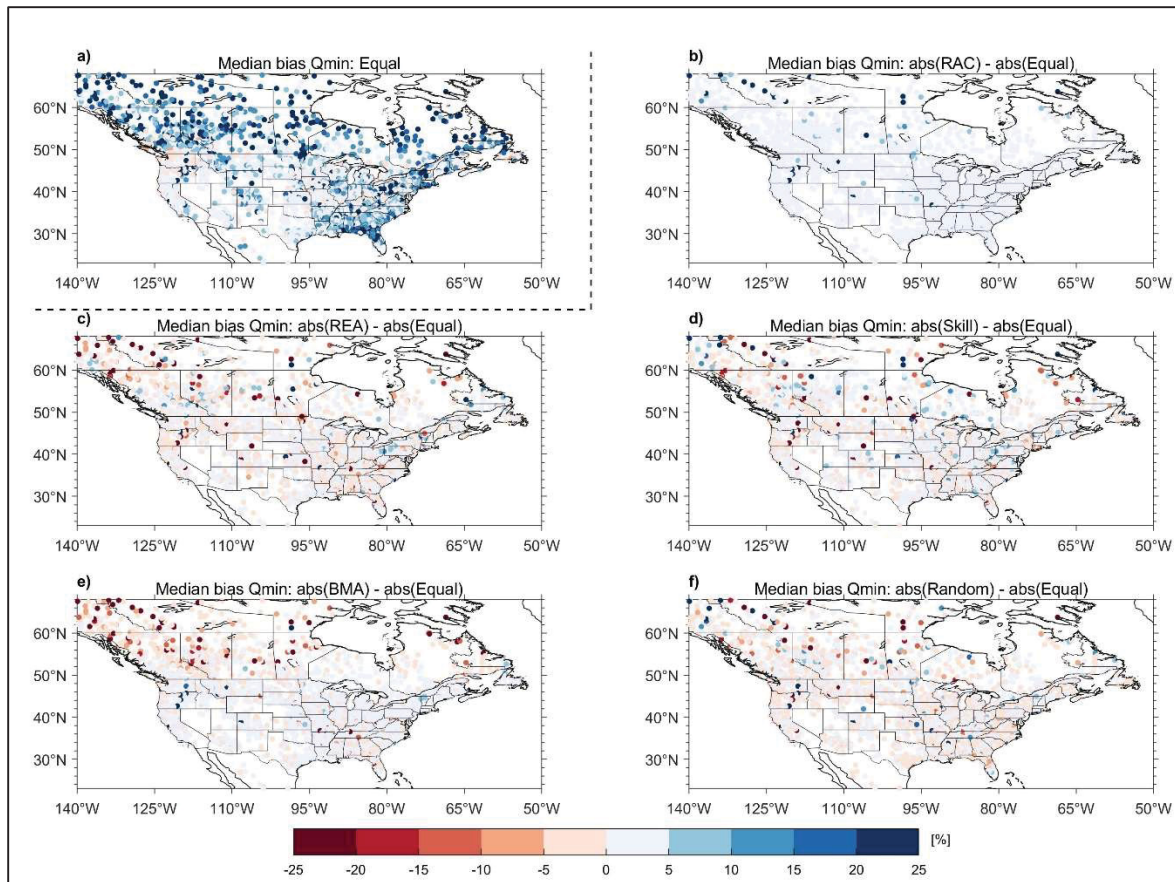 a)
Median bias Qmin: Equal
60°N
50°N
40°N
30°N
140°W 125°W 110°W 95°W 80°W 65°W 50°W
b)
Median bias Qmin: abs(RAC) - abs(Equal)
60°N
50°N
40°N
30°N
140°W 125°W 110°W 95°W 80°W 65°W 50°W
c)
Median bias Qmin: abs(REA) - abs(Equal)
60°N
50°N
40°N
30°N
140°W 125°W 110°W 95°W 80°W 65°W 50°W
d)
Median bias Qmin: abs(Skill) - abs(Equal)
60°N
50°N
40°N
30°N
140°W 125°W 110°W 95°W 80°W 65°W 50°W
e)
Median bias Qmin: abs(BMA) - abs(Equal)
60°N
50°N
40°N
30°N
140°W 125°W 110°W 95°W 80°W 65°W 50°W
f)
Median bias Qmin: abs(Random) - abs(Equal)
60°N
50°N
40°N
30°N
140°W 125°W 110°W 95°W 80°W 65°W 50°W
[%]
-25 -20 -15 -10 -5 0 5 10 15 20 25